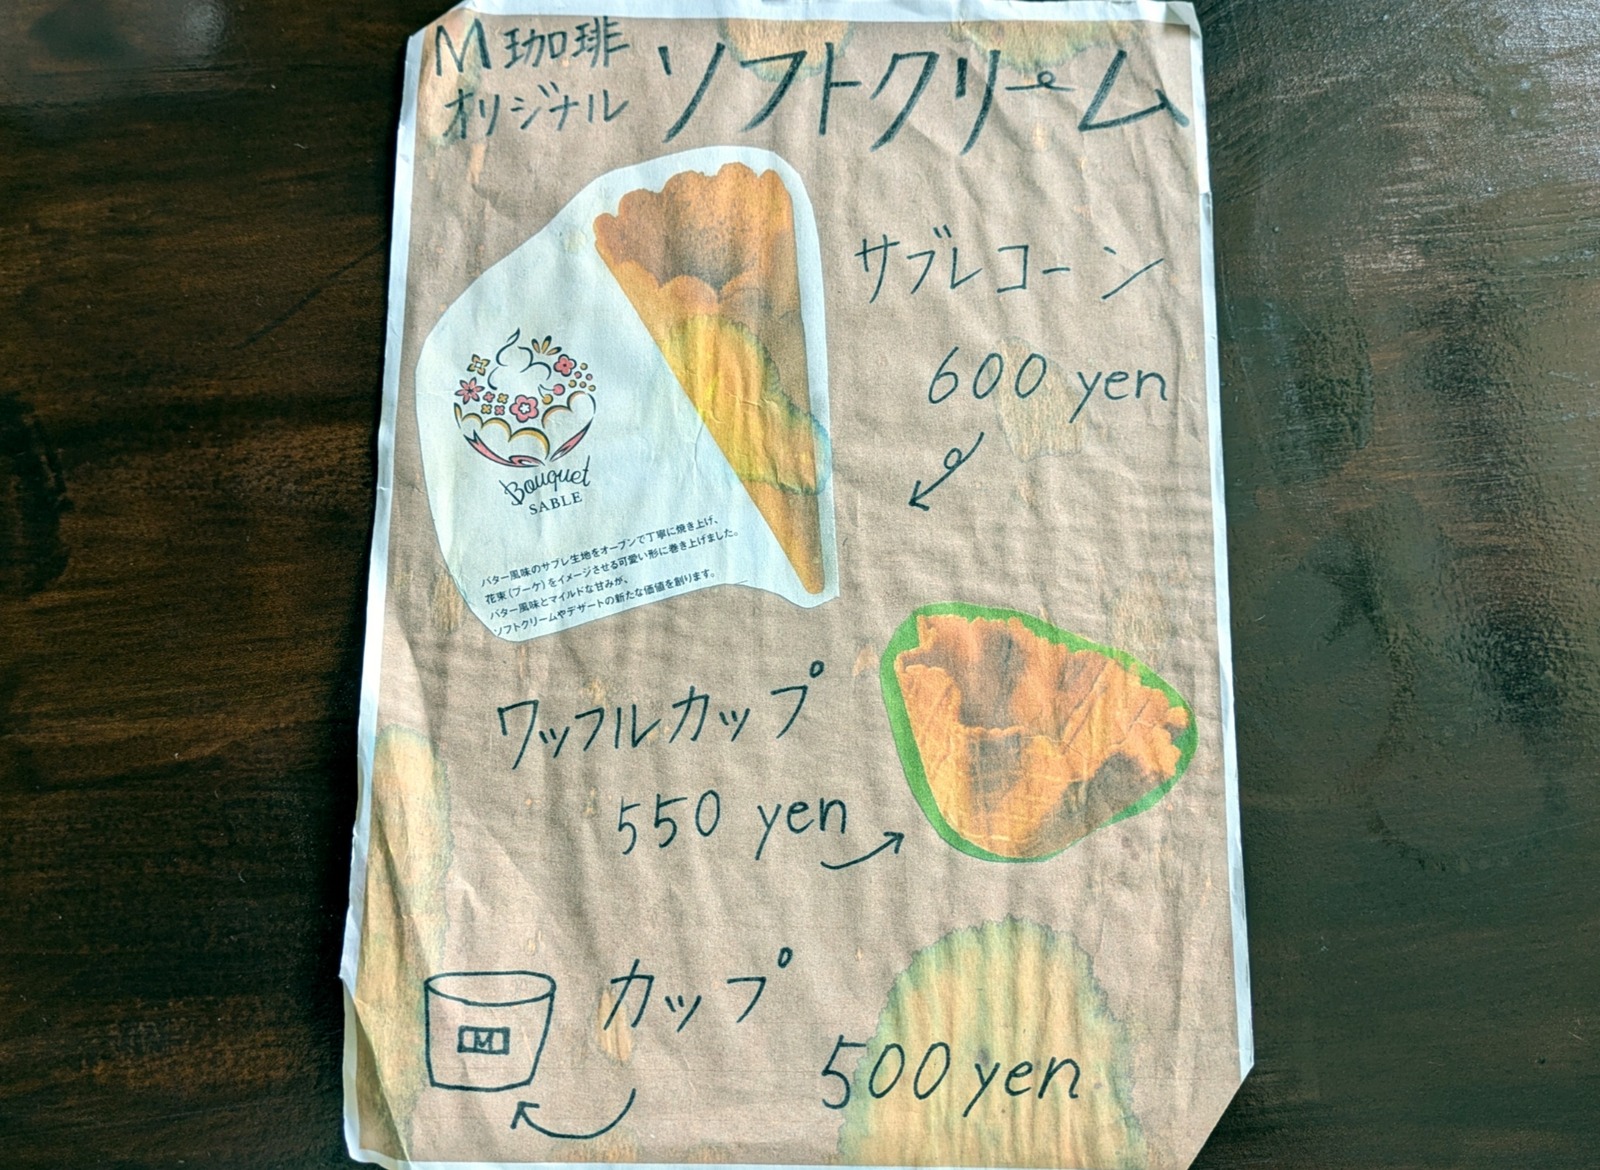 M珈琲
オリジナル
ソフトクリーム
サブレコーン
600 yen
Bouquet
SABLE
バター風味のサブレ生地をオーブンで丁寧に焼き上げ、
花束(ブーケ)をイメージさせる可愛い形に巻き上げました。
バター風味とマイルドな甘みが、
ソフトクリームやデザートの新たな価値を創ります。
ワッフルカップ
550 yen
カップ
M
500 yen